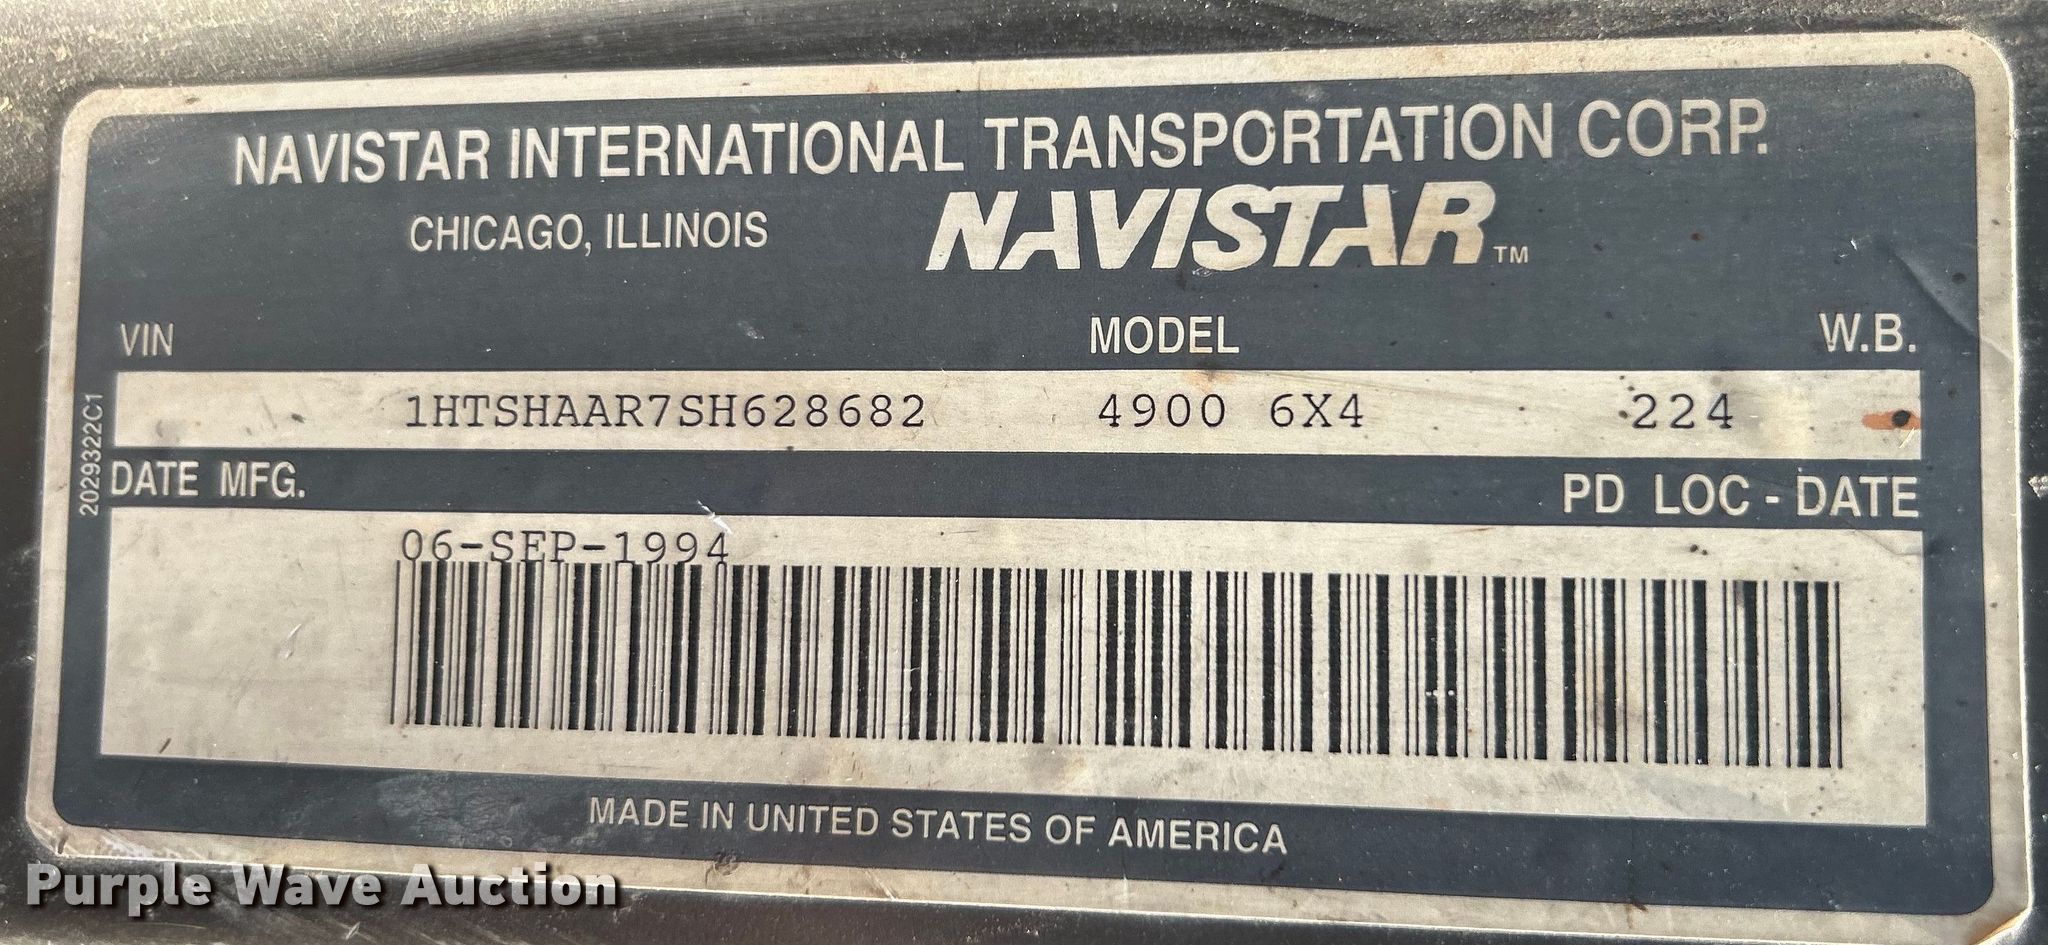 NAVISTAR INTERNATIONAL TRANSPORTATION CORP.
CHICAGO, ILLINOIS NAVISTAR™
VIN MODEL W.B.
1HTSHAAR7SH628682 4900 6X4 224
2029322C1
DATE MFG. PD LOC - DATE
06-SEP-1994
MADE IN UNITED STATES OF AMERICA
Purple Wave Auction